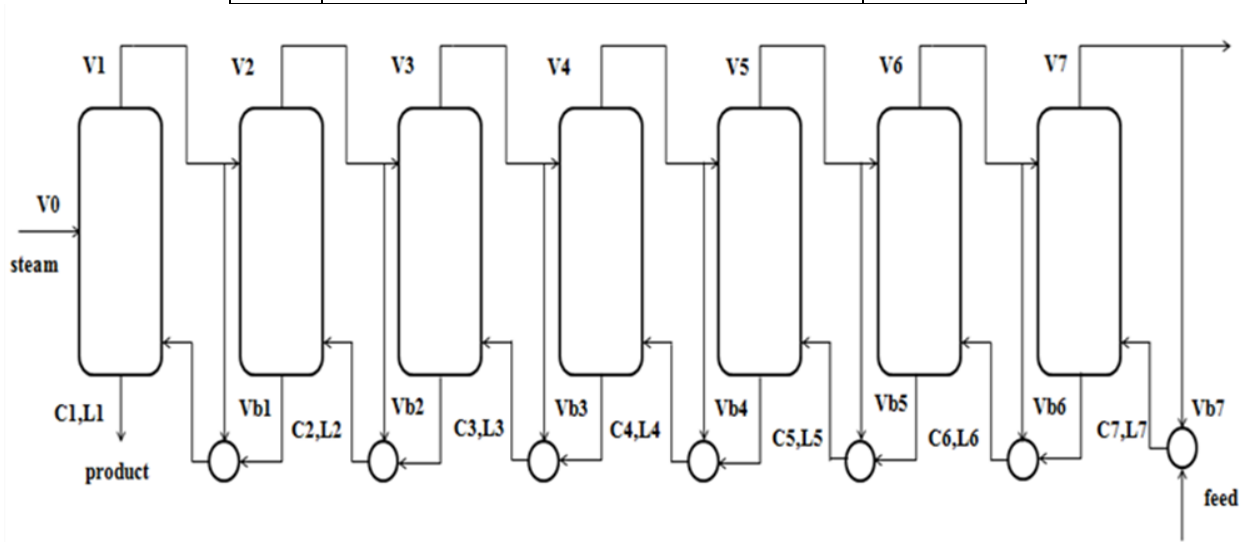 V1
V2
V3
V4
V5
V6
V7
V0
steam
C1,L1
Vb1
C2,L2
Vb2
C3,L3
Vb3
C4,L4
Vb4
C5,L5
Vb5
C6,L6
Vb6
C7,L7
Vb7
product
feed